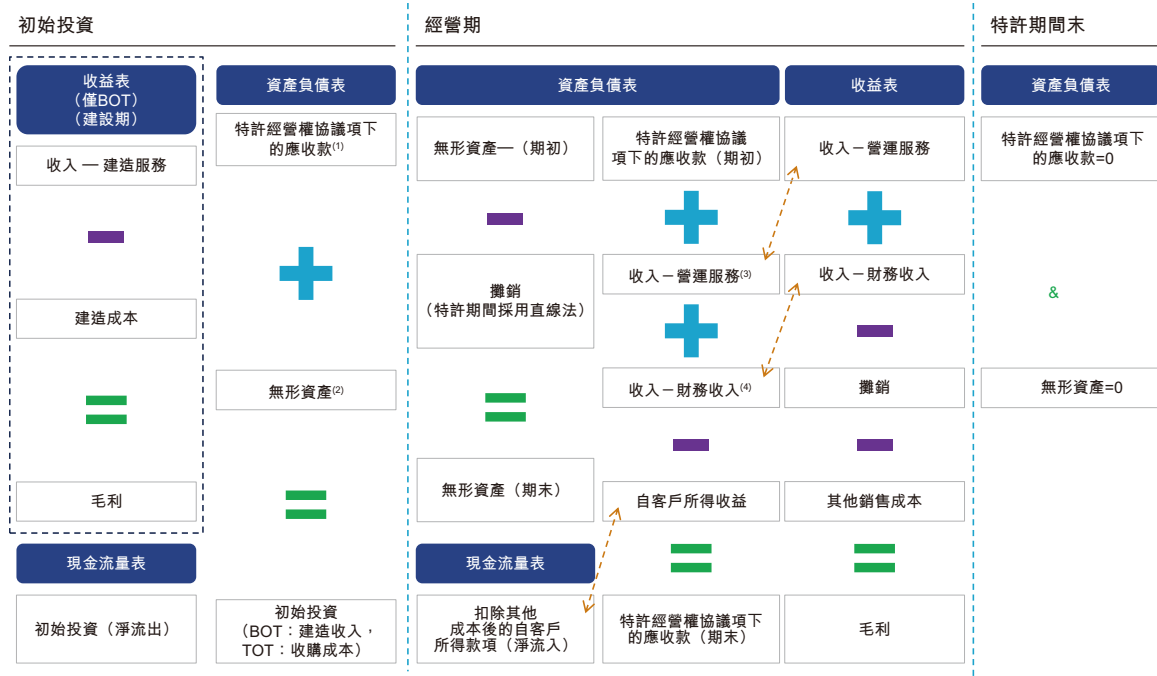 初始投資
收益表
（僅BOT）
（建設期）
收入 — 建造服務
建造成本
毛利
現金流量表
初始投資（淨流出）
資產負債表
特許經營權協議項下
的應收款(1)
無形資產(2)
初始投資
（BOT：建造收入，
TOT：收購成本）
經營期
資產負債表
無形資產—（期初）
攤銷
（特許期間採用直線法）
無形資產（期末）
現金流量表
扣除其他
成本後的自客戶
所得款項（淨流入）
特許經營權協議
項下的應收款（期初）
收入－營運服務(3)
收入－財務收入(4)
自客戶所得收益
特許經營權協議項下
的應收款（期末）
收益表
收入－營運服務
收入－財務收入
攤銷
其他銷售成本
毛利
特許期間末
資產負債表
特許經營權協議項下
的應收款=0
&
無形資產=0